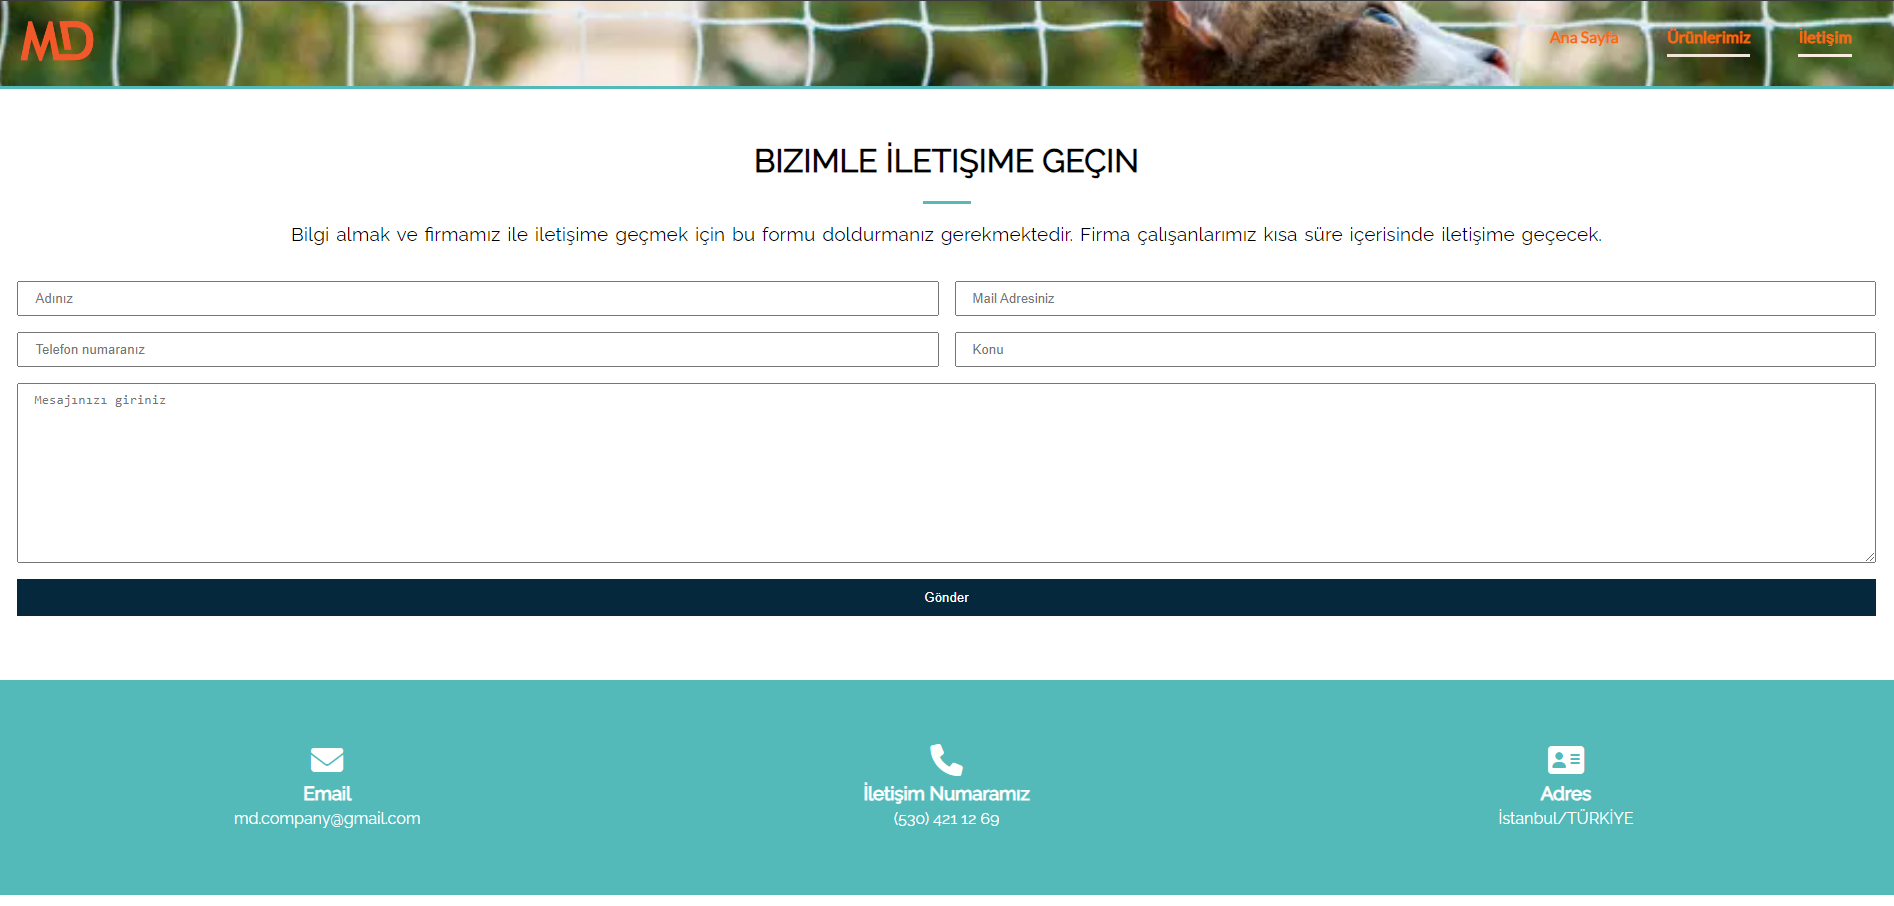 MD
Ana Sayfa Ürünlerimiz İletişim
BIZIMLE İLETIŞIME GEÇIN
Bilgi almak ve firmamız ile iletişime geçmek için bu formu doldurmanız gerekmektedir. Firma çalışanlarımız kısa süre içerisinde iletişime geçecek.
Adınız Mail Adresiniz
Telefon numaranız Konu
Mesajınızı giriniz
Gönder
Email İletişim Numaramız Adres
md.company@gmail.com (530) 421 12 69 İstanbul/TÜRKİYE